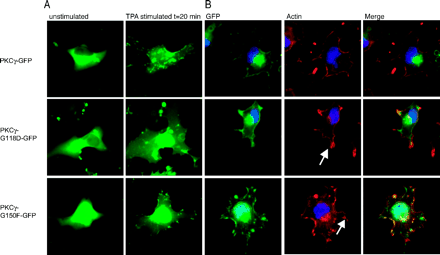 A
B
unstimulated
TPA stimulated t=20 min
GFP
Actin
Merge
PKCγ-GFP
PKCγ-
G118D-GFP
PKCγ-
G150F-GFP